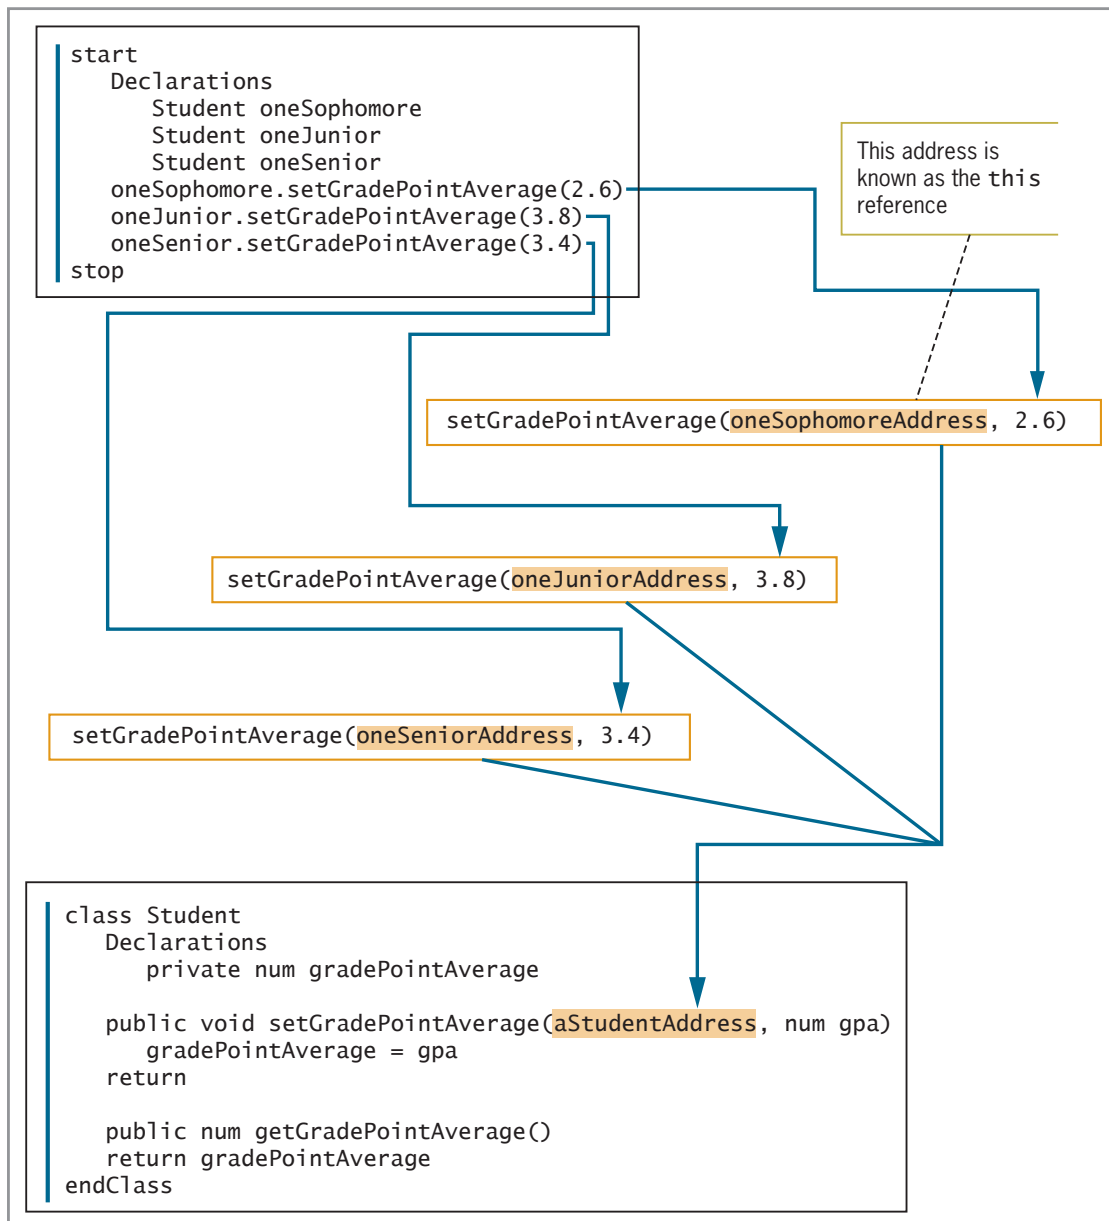 start
Declarations
Student oneSophomore
Student oneJunior
Student oneSenior
oneSophomore.setGradePointAverage(2.6)
oneJunior.setGradePointAverage(3.8)
oneSenior.setGradePointAverage(3.4)
stop
This address is
known as the this
reference
setGradePointAverage(oneSophomoreAddress, 2.6)
setGradePointAverage(oneJuniorAddress, 3.8)
setGradePointAverage(oneSeniorAddress, 3.4)
class Student
Declarations
private num gradePointAverage
public void setGradePointAverage(aStudentAddress, num gpa)
gradePointAverage = gpa
return
public num getGradePointAverage()
return gradePointAverage
endClass